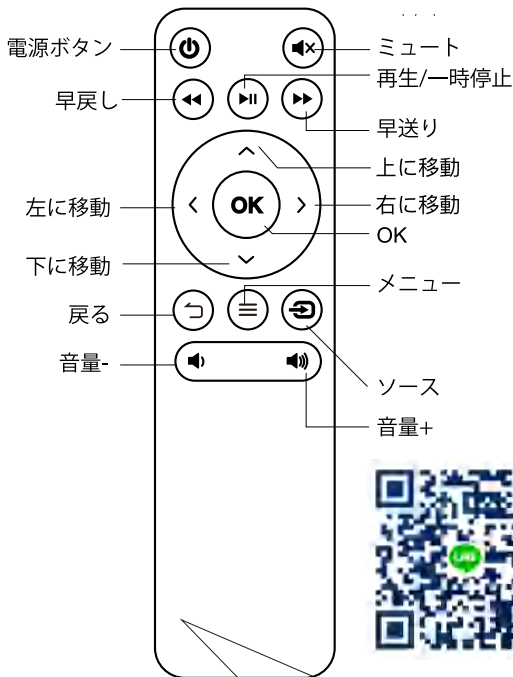 電源ボタン
ミュート
再生/一時停止
早戻し
早送り
上に移動
左に移動
OK
右に移動
OK
下に移動
メニュー
戻る
音量-
ソース
音量+
LINE